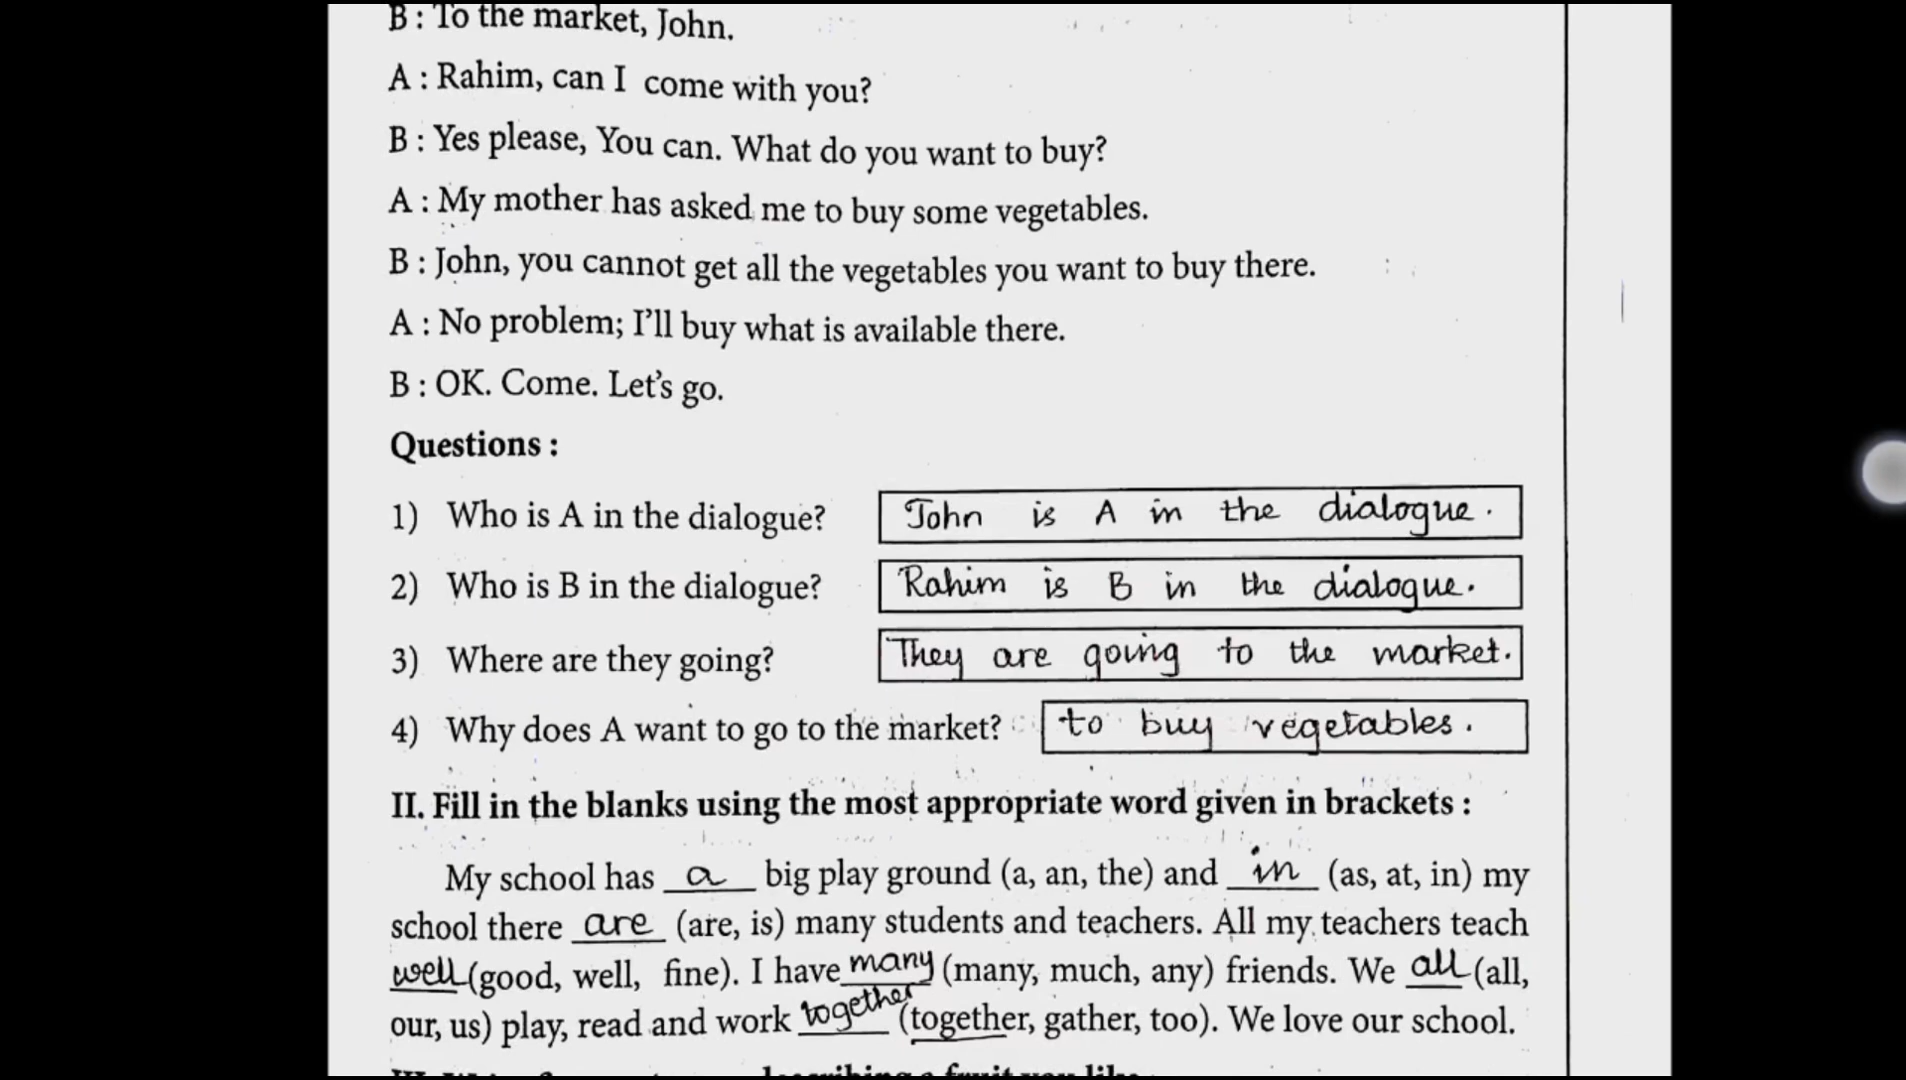 B : To the market, John.
A : Rahim, can I come with you?
B : Yes please, You can. What do you want to buy?
A : My mother has asked me to buy some vegetables.
B : John, you cannot get all the vegetables you want to buy there.
A : No problem; I'll buy what is available there.
B : OK. Come. Let's go.
Questions :
1) Who is A in the dialogue? John is A in the dialogue.
2) Who is B in the dialogue? Rahim is B in the dialogue.
3) Where are they going? They are going to the market.
4) Why does A want to go to the market? to buy vegetables.
II. Fill in the blanks using the most appropriate word given in brackets :
My school has a big play ground (a, an, the) and in (as, at, in) my
school there are (are, is) many students and teachers. All my teachers teach
well (good, well, fine). I have many (many, much, any) friends. We all (all,
our, us) play, read and work together (together, gather, too). We love our school.